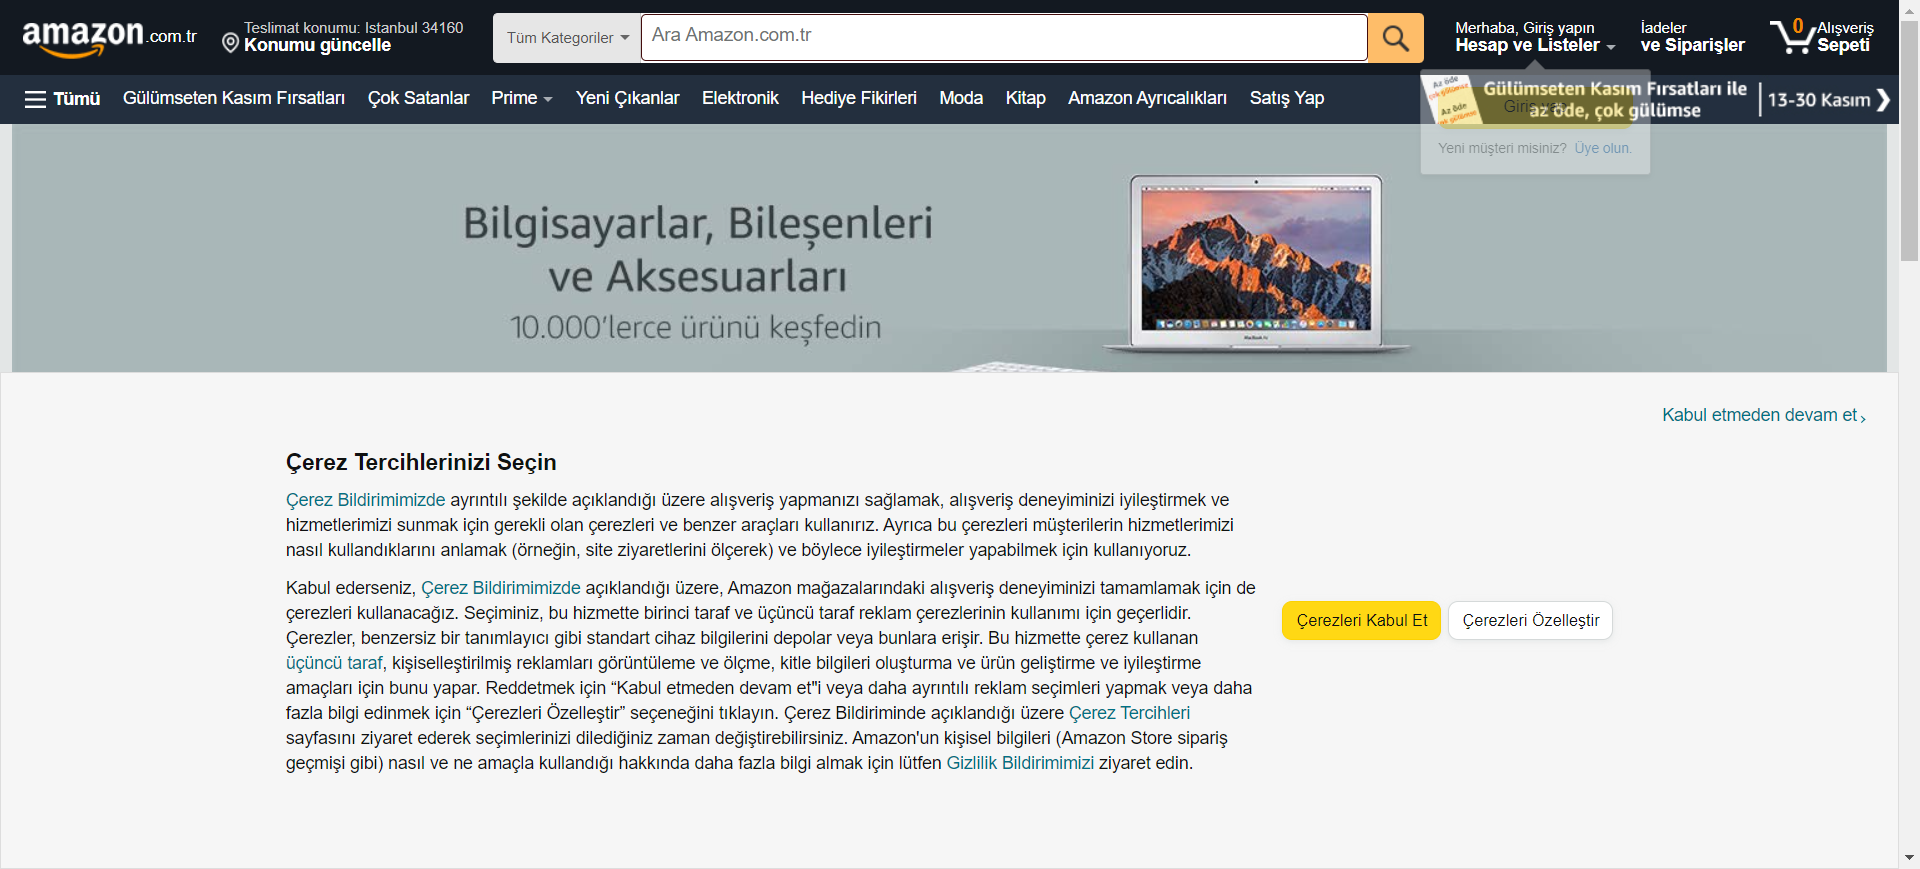 amazon.com.tr
Teslimat konumu: Istanbul 34160
Konumu güncelle
Tüm Kategoriler
Ara Amazon.com.tr
Merhaba, Giriş yapın
Hesap ve Listeler
İadeler
ve Siparişler
0
Alışveriş
Sepeti
Tümü
Gülümseten Kasım Fırsatları
Çok Satanlar
Prime
Yeni Çıkanlar
Elektronik
Hediye Fikirleri
Moda
Kitap
Amazon Ayrıcalıkları
Satış Yap
Az öde
çok gülümse
Az öde
çok gülümse
Gülümseten Kasım Fırsatları ile
az öde, çok gülümse
13-30 Kasım
Yeni müşteri misiniz? Üye olun.
Bilgisayarlar, Bileşenleri
ve Aksesuarları
10.000'lerce ürünü keşfedin
MacBook Air
Kabul etmeden devam et
Çerez Tercihlerinizi Seçin
Çerez Bildirimimizde ayrıntılı şekilde açıklandığı üzere alışveriş yapmanızı sağlamak, alışveriş deneyiminizi iyileştirmek ve
hizmetlerimizi sunmak için gerekli olan çerezleri ve benzer araçları kullanırız. Ayrıca bu çerezleri müşterilerin hizmetlerimizi
nasıl kullandıklarını anlamak (örneğin, site ziyaretlerini ölçerek) ve böylece iyileştirmeler yapabilmek için kullanıyoruz.
Kabul ederseniz, Çerez Bildirimimizde açıklandığı üzere, Amazon mağazalarındaki alışveriş deneyiminizi tamamlamak için de
çerezleri kullanacağız. Seçiminiz, bu hizmette birinci taraf ve üçüncü taraf reklam çerezlerinin kullanımı için geçerlidir.
Çerezler, benzersiz bir tanımlayıcı gibi standart cihaz bilgilerini depolar veya bunlara erişir. Bu hizmette çerez kullanan
üçüncü taraf, kişiselleştirilmiş reklamları görüntüleme ve ölçme, kitle bilgileri oluşturma ve ürün geliştirme ve iyileştirme
amaçları için bunu yapar. Reddetmek için “Kabul etmeden devam et"i veya daha ayrıntılı reklam seçimleri yapmak veya daha
fazla bilgi edinmek için “Çerezleri Özelleştir” seçeneğini tıklayın. Çerez Bildiriminde açıklandığı üzere Çerez Tercihleri
sayfasını ziyaret ederek seçimlerinizi dilediğiniz zaman değiştirebilirsiniz. Amazon'un kişisel bilgileri (Amazon Store sipariş
geçmişi gibi) nasıl ve ne amaçla kullandığı hakkında daha fazla bilgi almak için lütfen Gizlilik Bildirimimizi ziyaret edin.
Çerezleri Kabul Et
Çerezleri Özelleştir